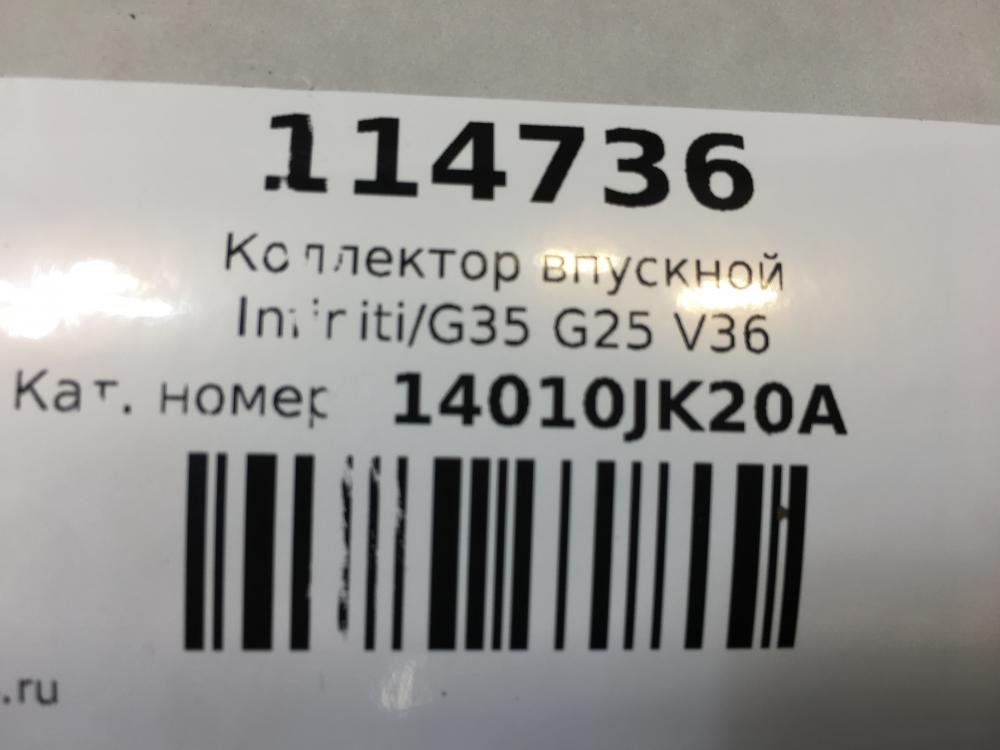 114736
Коллектор впускной
Infiniti/G35 G25 V36
Кат. номер 14010JK20A
.ru